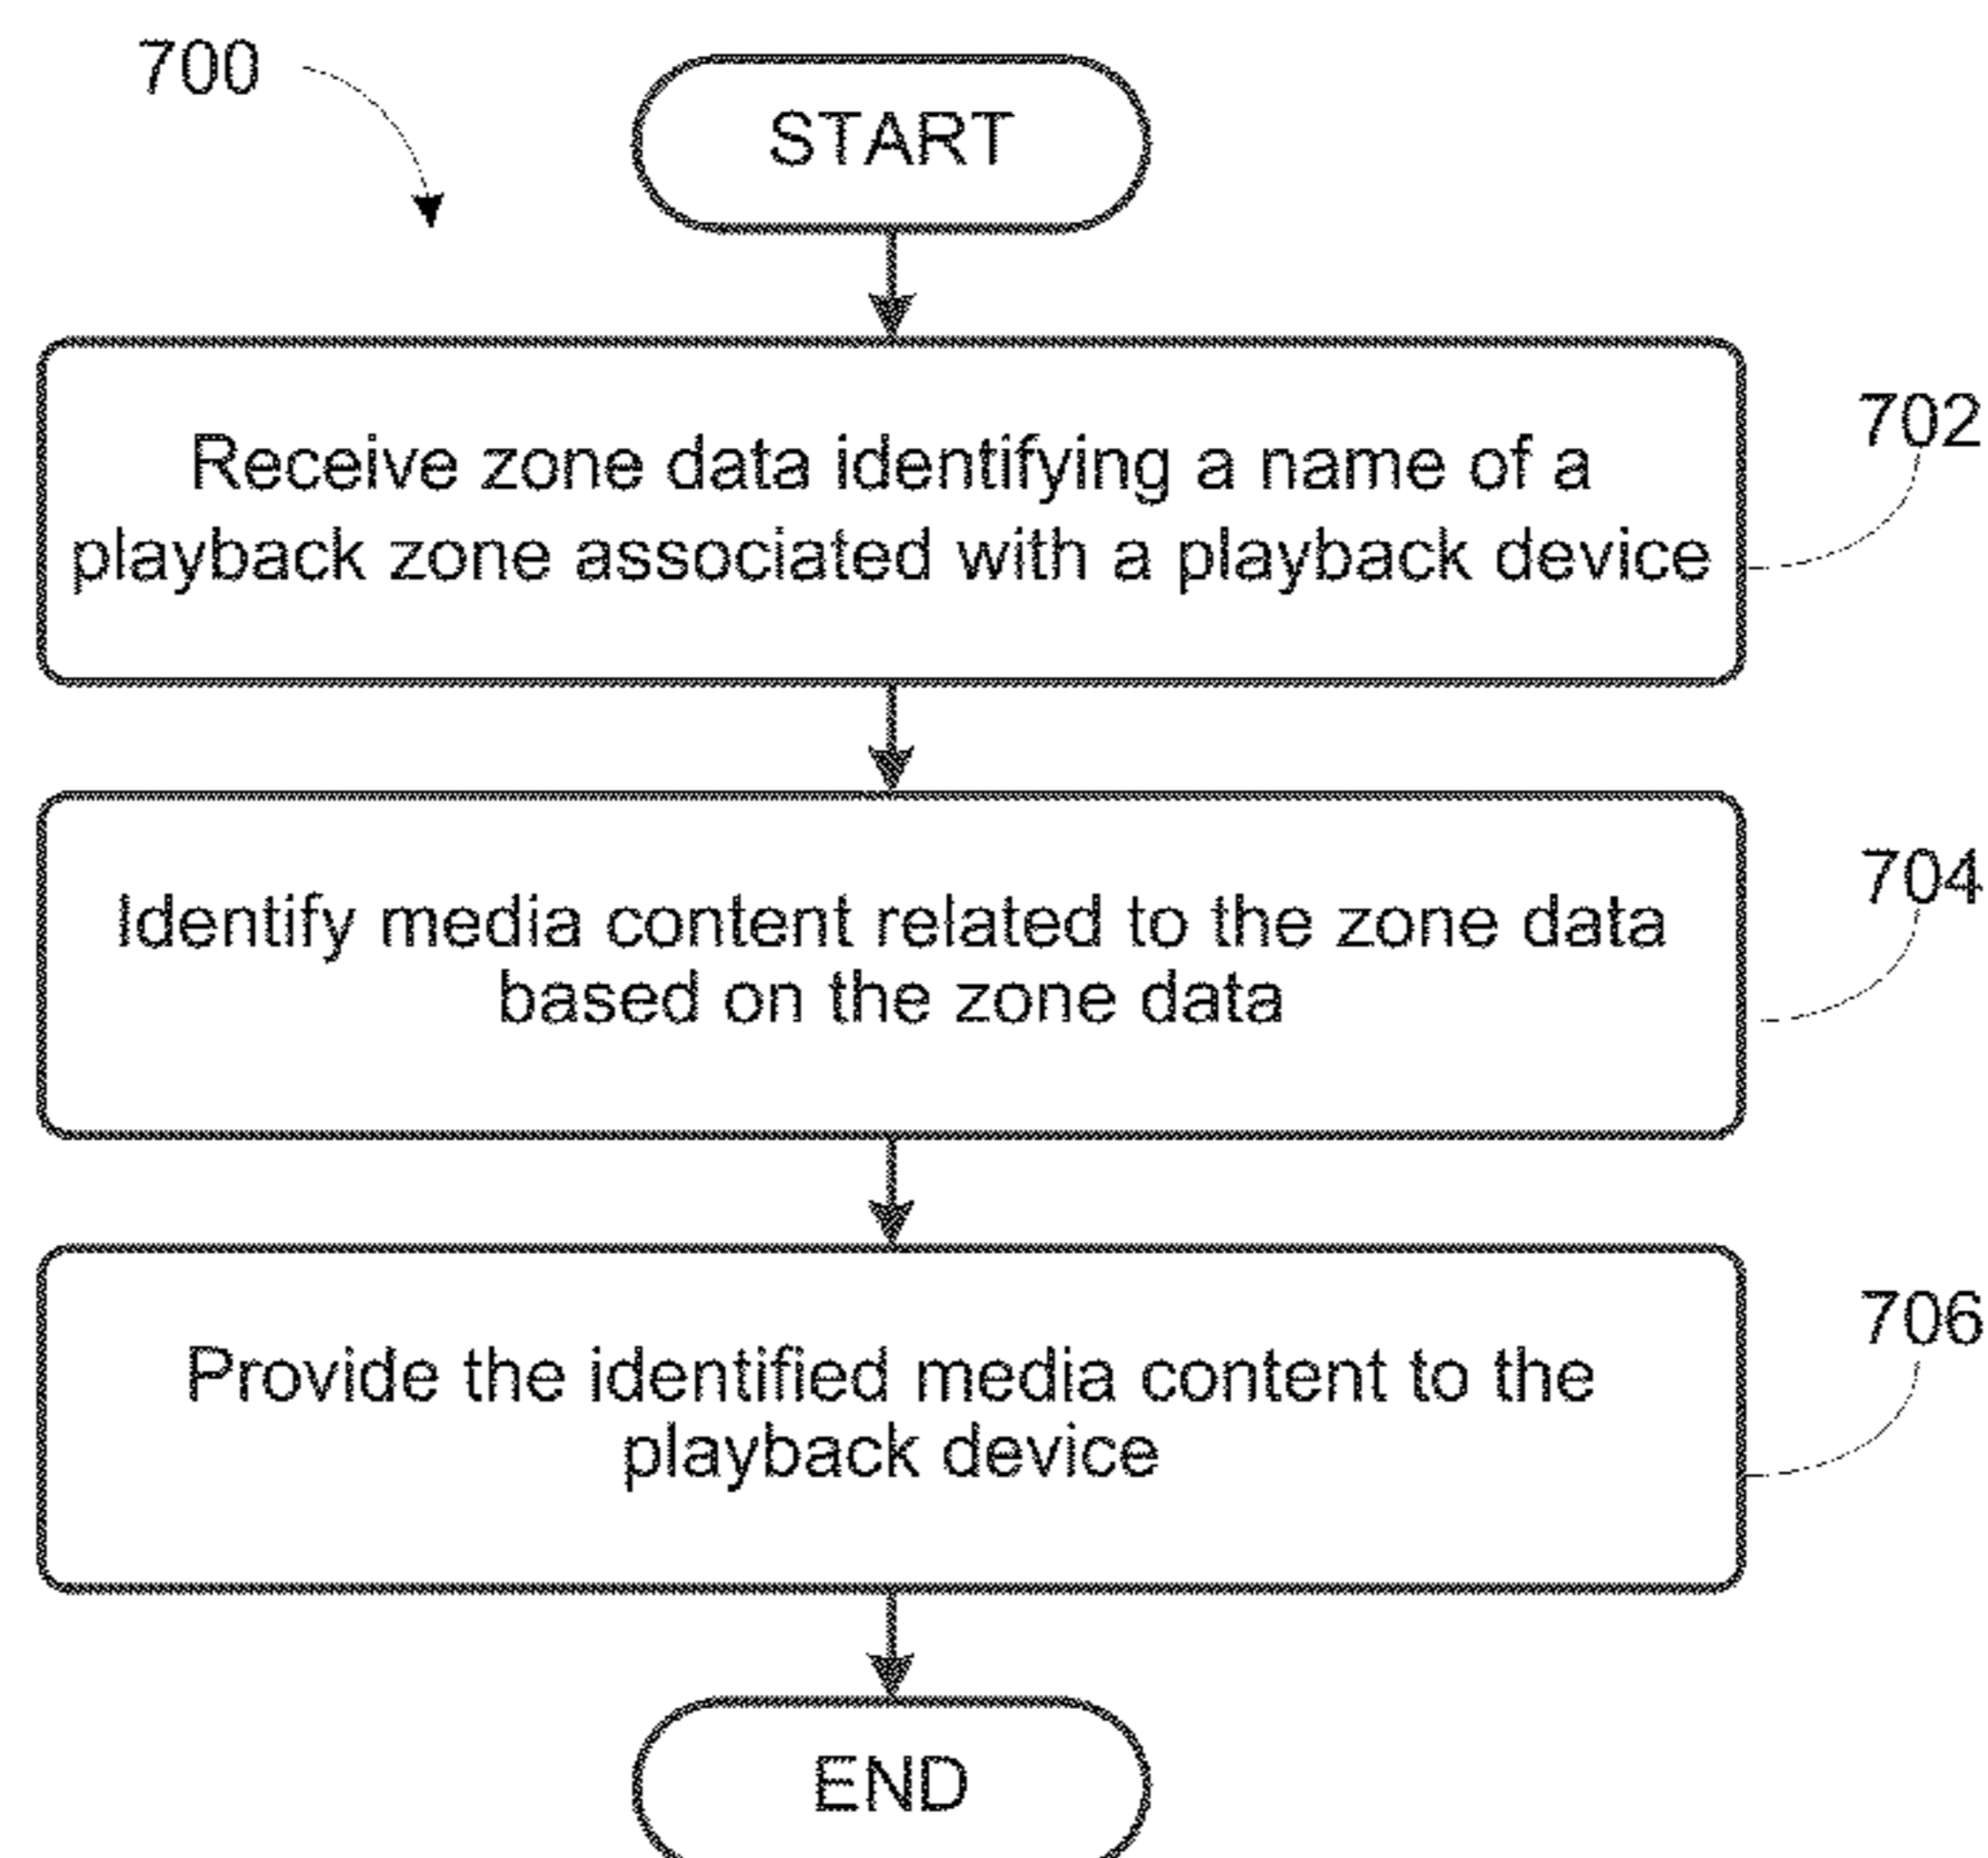 700
START
Receive zone data identifying a name of a
playback zone associated with a playback device
702
Identify media content related to the zone data
based on the zone data
704
Provide the identified media content to the
playback device
706
END